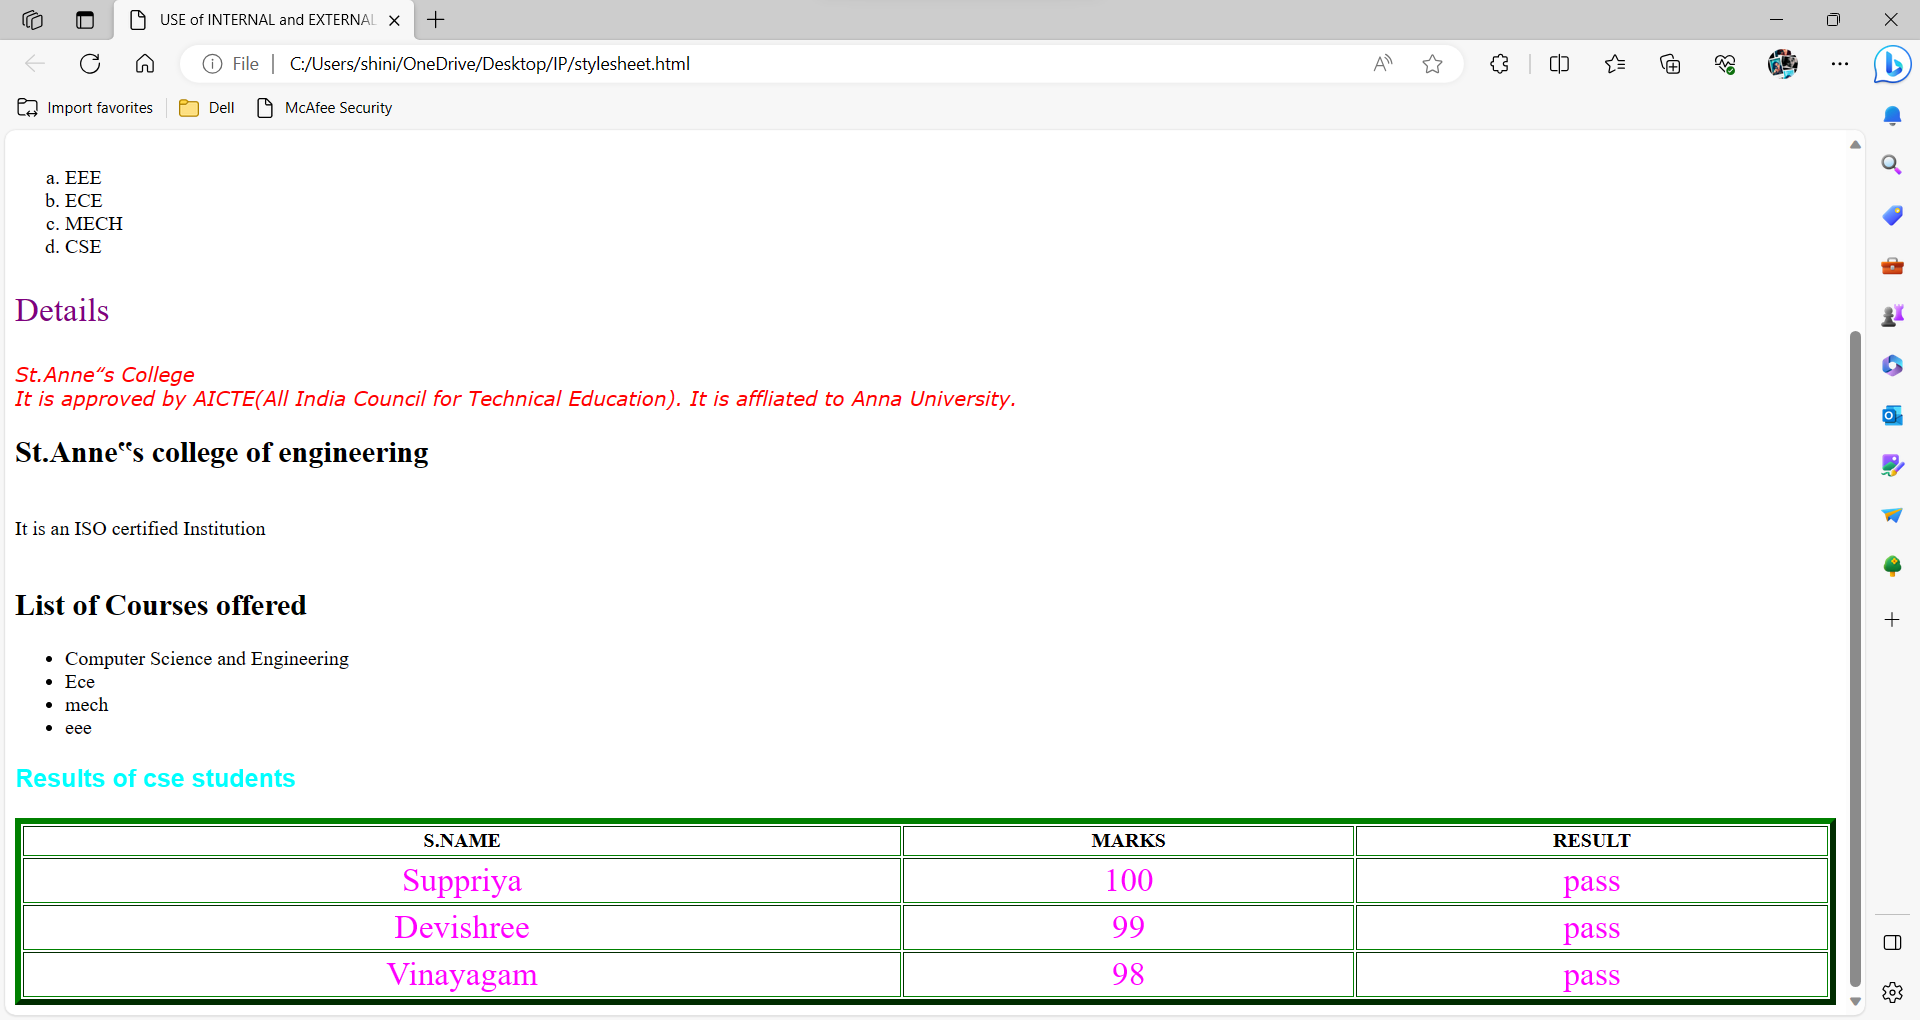 USE of INTERNAL and EXTERNAL
File
C:/Users/shini/OneDrive/Desktop/IP/stylesheet.html
Import favorites
Dell
McAfee Security
a. EEE
b. ECE
c. MECH
d. CSE
Details
St.Anne“s College
It is approved by AICTE(All India Council for Technical Education). It is affliated to Anna University.
St.Anne‟s college of engineering
It is an ISO certified Institution
List of Courses offered
• Computer Science and Engineering
• Ece
• mech
• eee
Results of cse students
S.NAME MARKS RESULT
Suppriya 100 pass
Devishree 99 pass
Vinayagam 98 pass